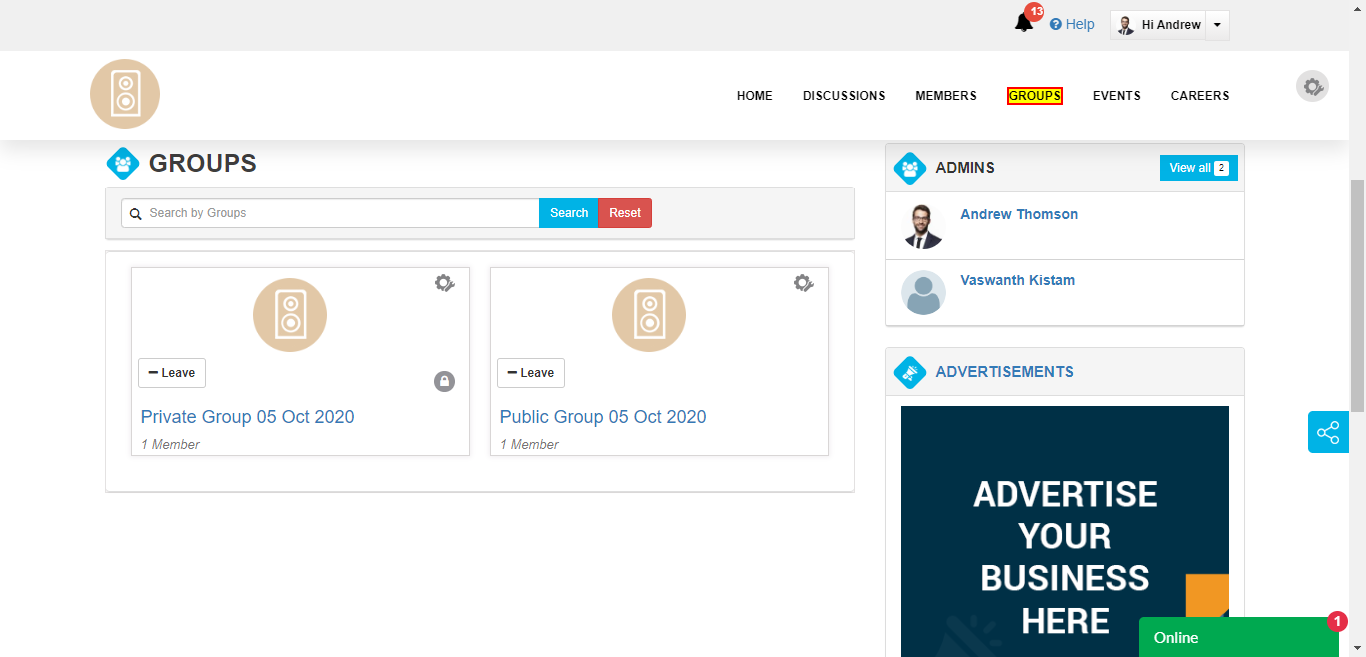 13
Help
Hi Andrew
HOME DISCUSSIONS MEMBERS GROUPS EVENTS CAREERS
GROUPS
Search by Groups Search Reset
Leave
Private Group 05 Oct 2020
1 Member
Leave
Public Group 05 Oct 2020
1 Member
ADMINS View all 2
Andrew Thomson
Vaswanth Kistam
ADVERTISEMENTS
ADVERTISE
YOUR
BUSINESS
HERE
Online 1